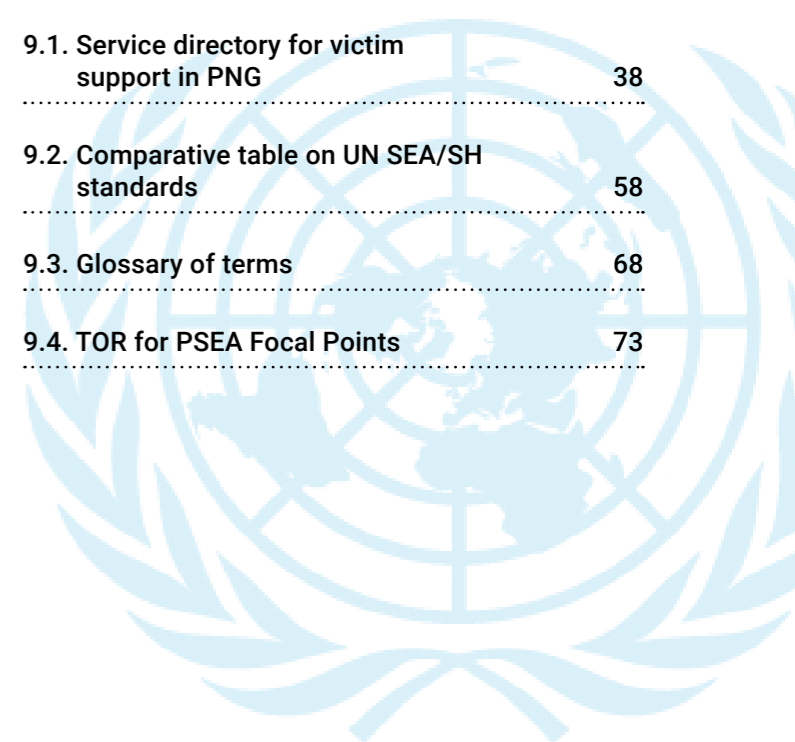 9.1. Service directory for victim
support in PNG 38
9.2. Comparative table on UN SEA/SH
standards 58
9.3. Glossary of terms 68
9.4. TOR for PSEA Focal Points 73